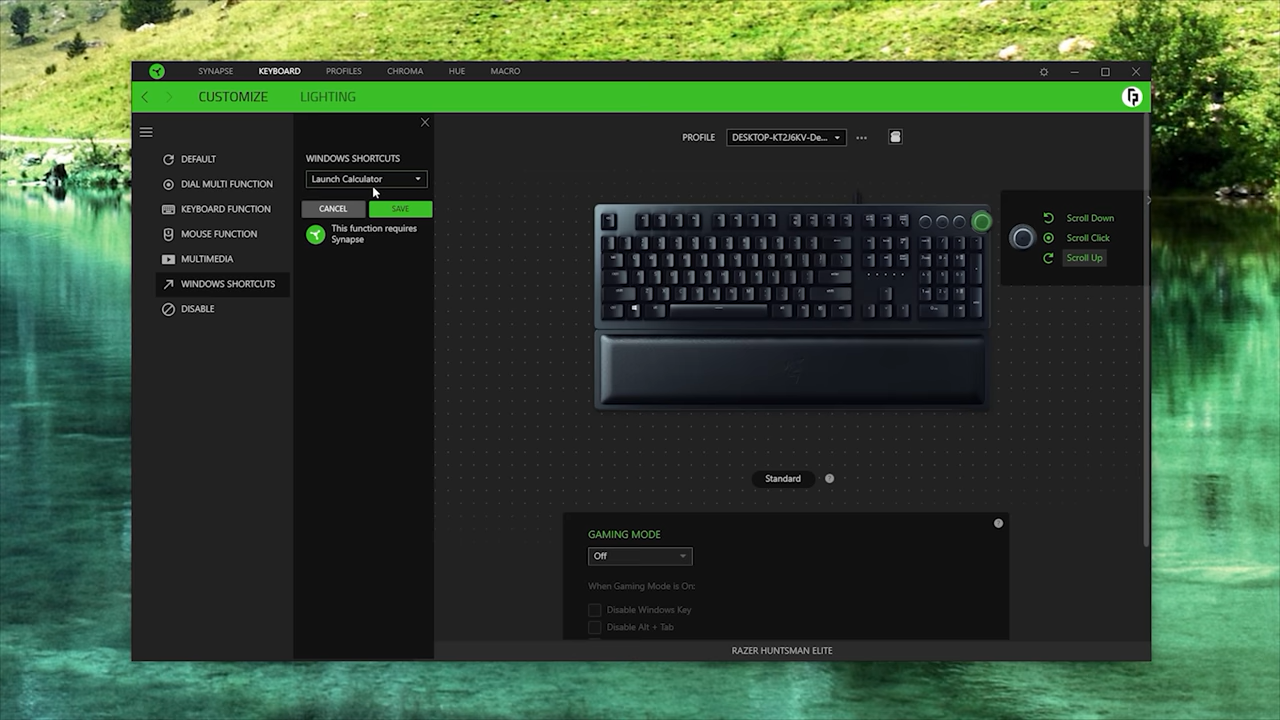 SYNAPSE KEYBOARD PROFILES CHROMA HUE MACRO
CUSTOMIZE LIGHTING
PROFILE DESKTOP-KT2J6KV-De...
WINDOWS SHORTCUTS
Launch Calculator
CANCEL SAVE
This function requires
Synapse
DEFAULT
DIAL MULTI FUNCTION
KEYBOARD FUNCTION
MOUSE FUNCTION
MULTIMEDIA
WINDOWS SHORTCUTS
DISABLE
Scroll Down
Scroll Click
Scroll Up
Standard
GAMING MODE
Off
When Gaming Mode is On:
Disable Windows Key
Disable Alt + Tab
RAZER HUNTSMAN ELITE